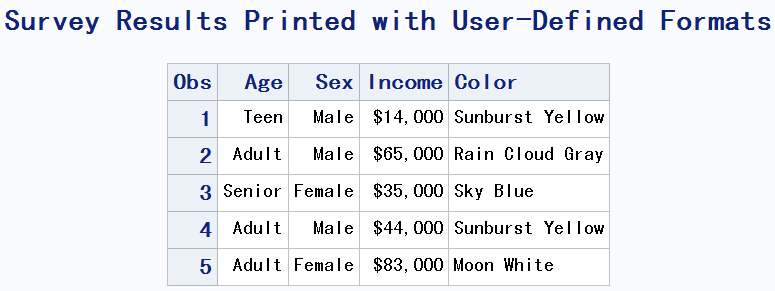 Survey Results Printed with User-Defined Formats
Obs Age Sex Income Color
1 Teen Male $14,000 Sunburst Yellow
2 Adult Male $65,000 Rain Cloud Gray
3 Senior Female $35,000 Sky Blue
4 Adult Male $44,000 Sunburst Yellow
5 Adult Female $83,000 Moon White